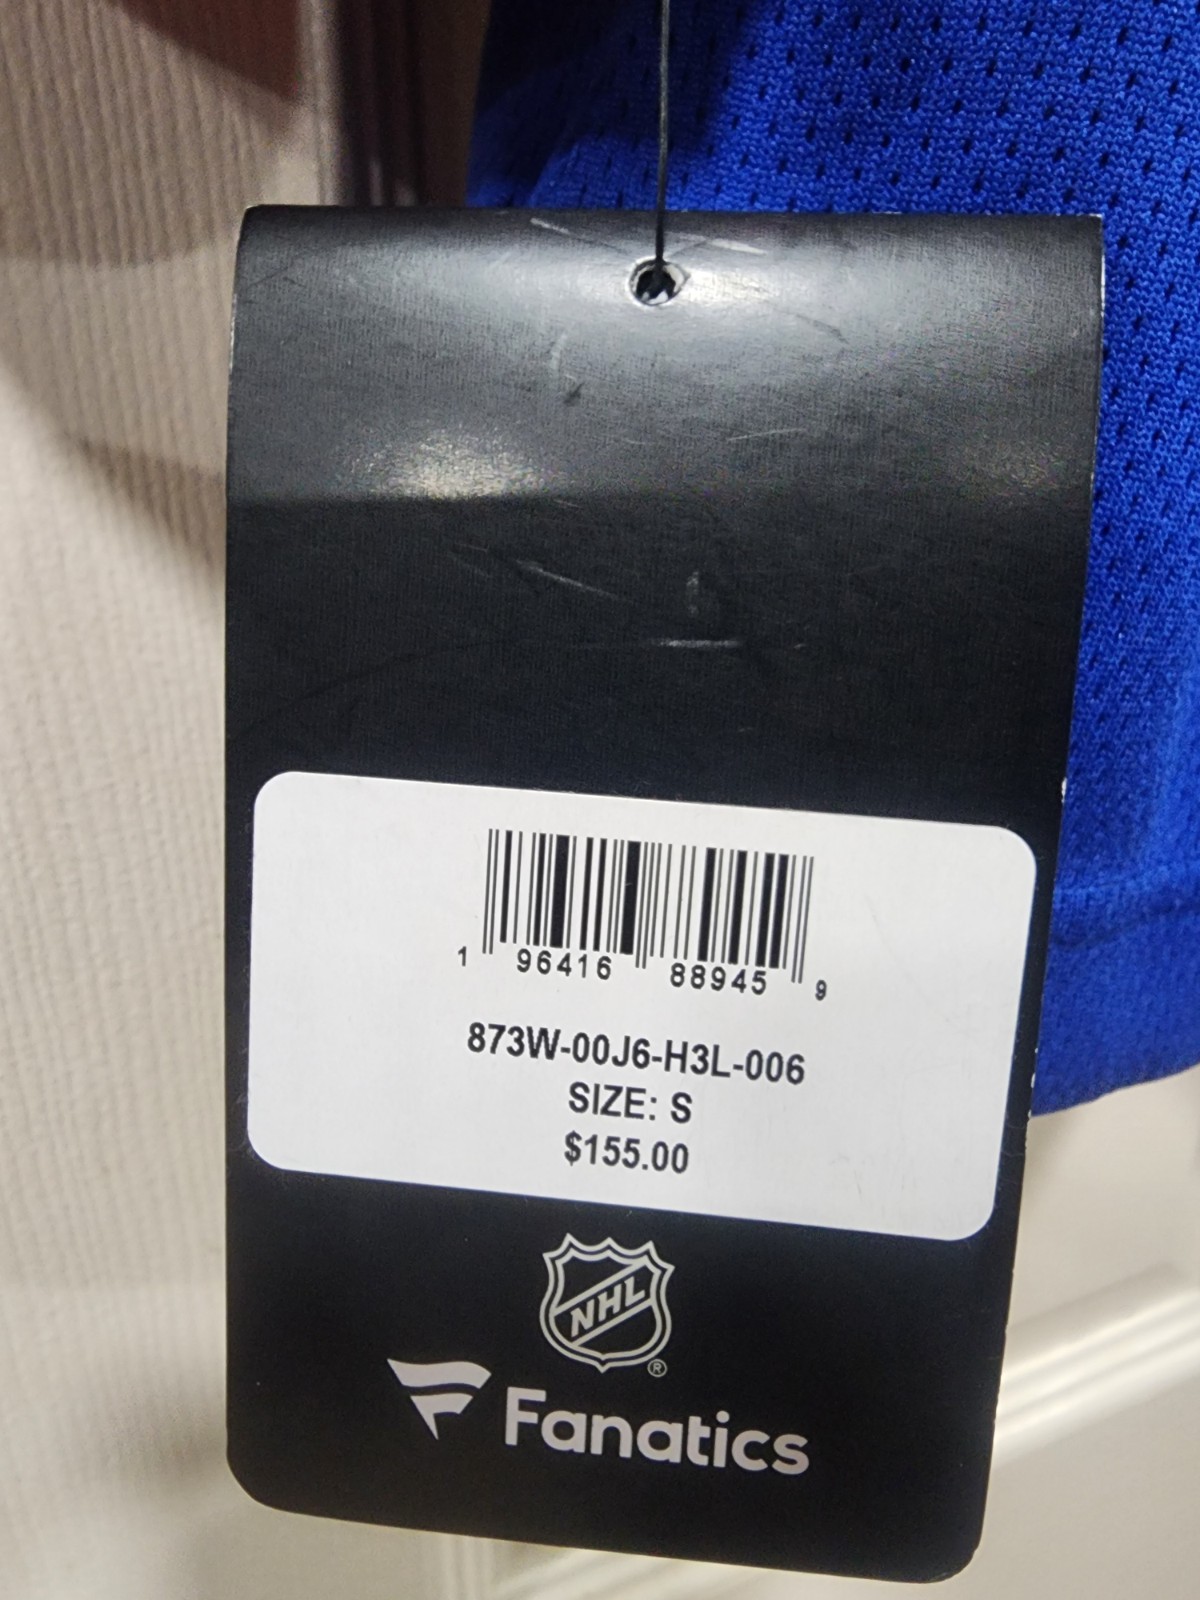 1 96416 88945 9
873W-00J6-H3L-006
SIZE: S
$155.00
NHL ®
Fanatics